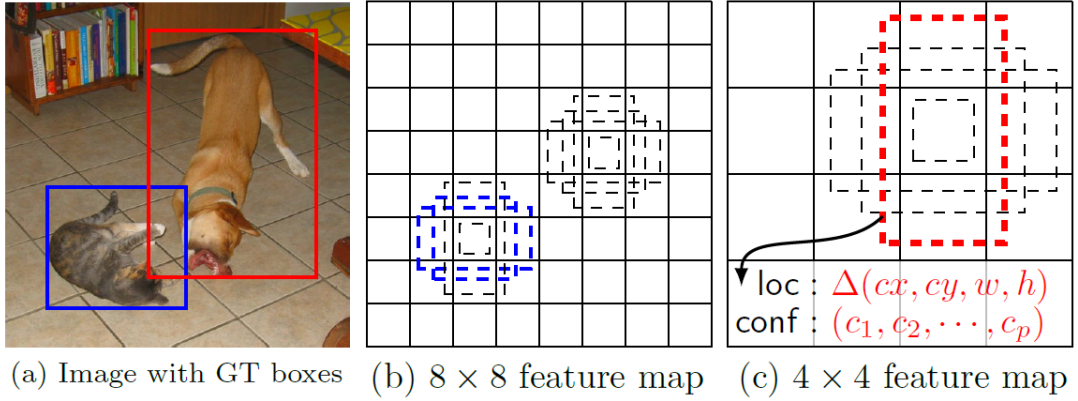 loc : Δ(cx, cy, w, h)
conf : (c₁, c₂, ⋯, cₚ)
(a) Image with GT boxes
(b) 8 × 8 feature map
(c) 4 × 4 feature map